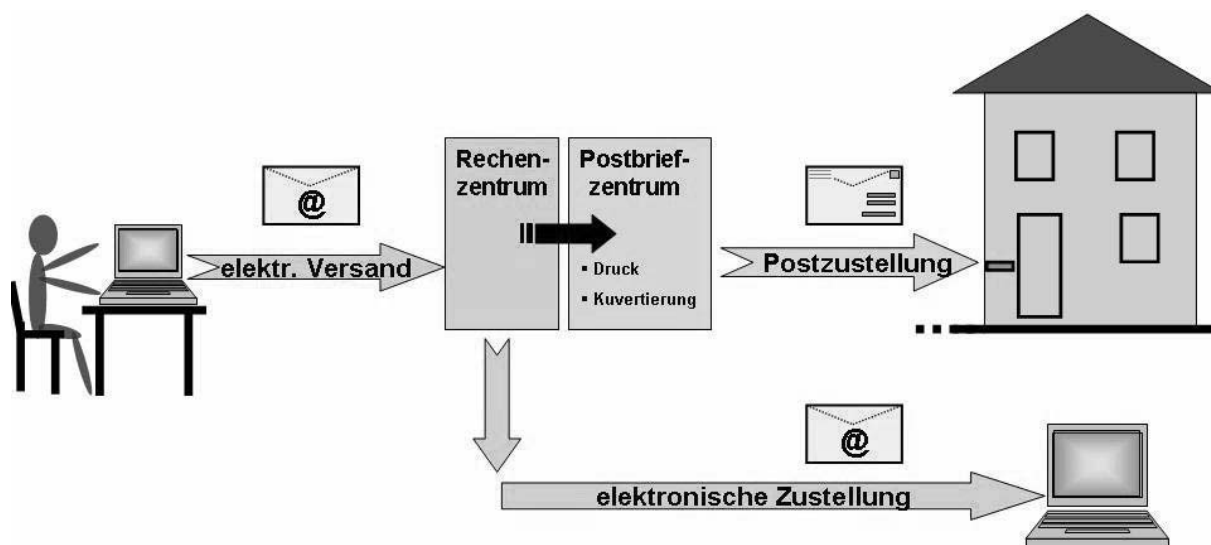 Rechen-
zentrum
Postbrief-
zentrum
@
elektr. Versand
▪ Druck
▪ Kuvertierung
Postzustellung
@
elektronische Zustellung